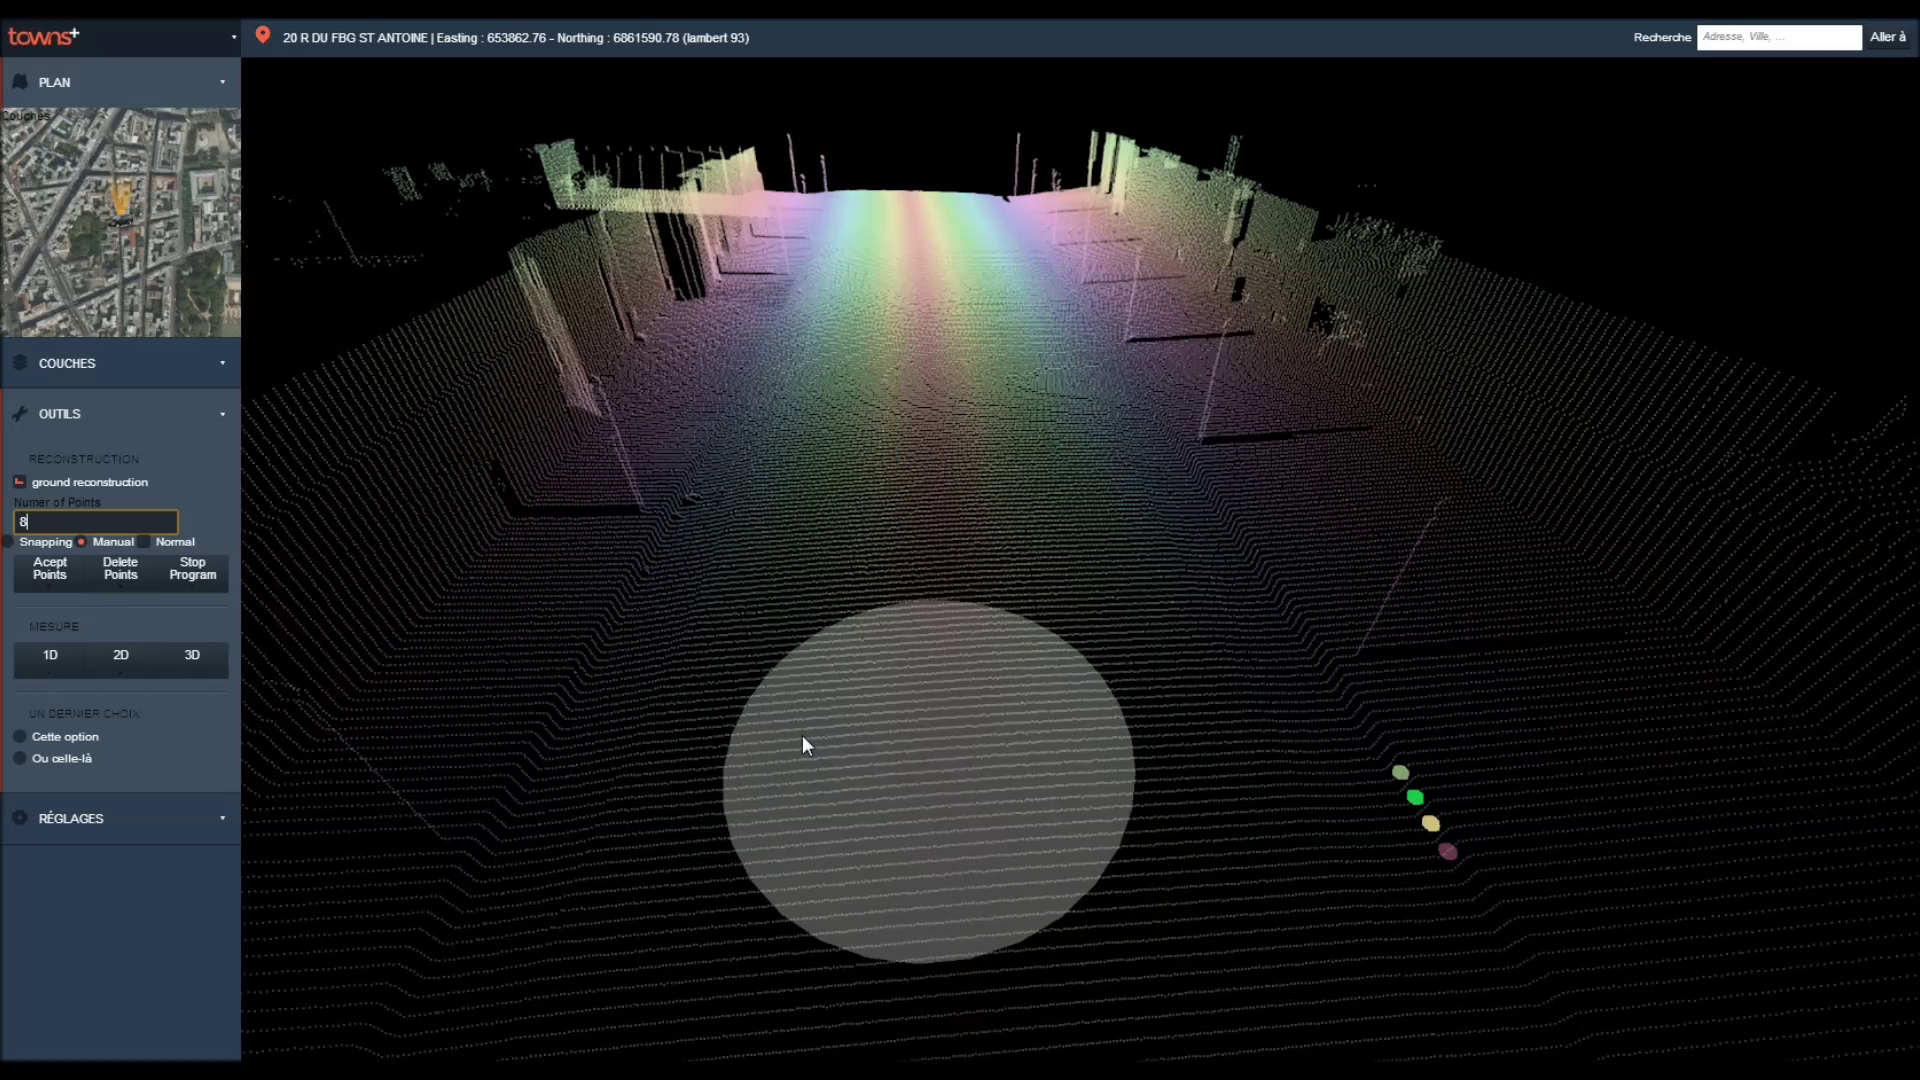 towns+
20 R DU FBG ST ANTOINE | Easting : 653862.76 - Northing : 6861590.78 (lambert 93)
Recherche
Adresse, Ville, ...
Aller à
PLAN
Couches
COUCHES
OUTILS
RECONSTRUCTION
ground reconstruction
Numer of Points
8
Snapping Manual Normal
Acept Points
Delete Points
Stop Program
MESURE
1D 2D 3D
UN DERNIER CHOIX
Cette option
Ou celle-là
RÉGLAGES